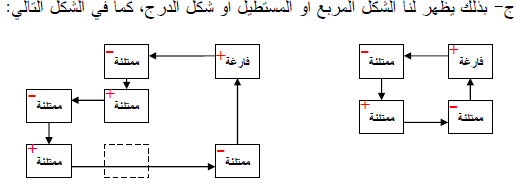 ج- بذلك يظهر لنا الشكل المربع او المستطيل او شكل الدرج، كما في الشكل التالي:
+ فارغة - ممتلئة + فارغة - ممتلئة
+ ممتلئة - ممتلئة - ممتلئة + ممتلئة
- ممتلئة + ممتلئة